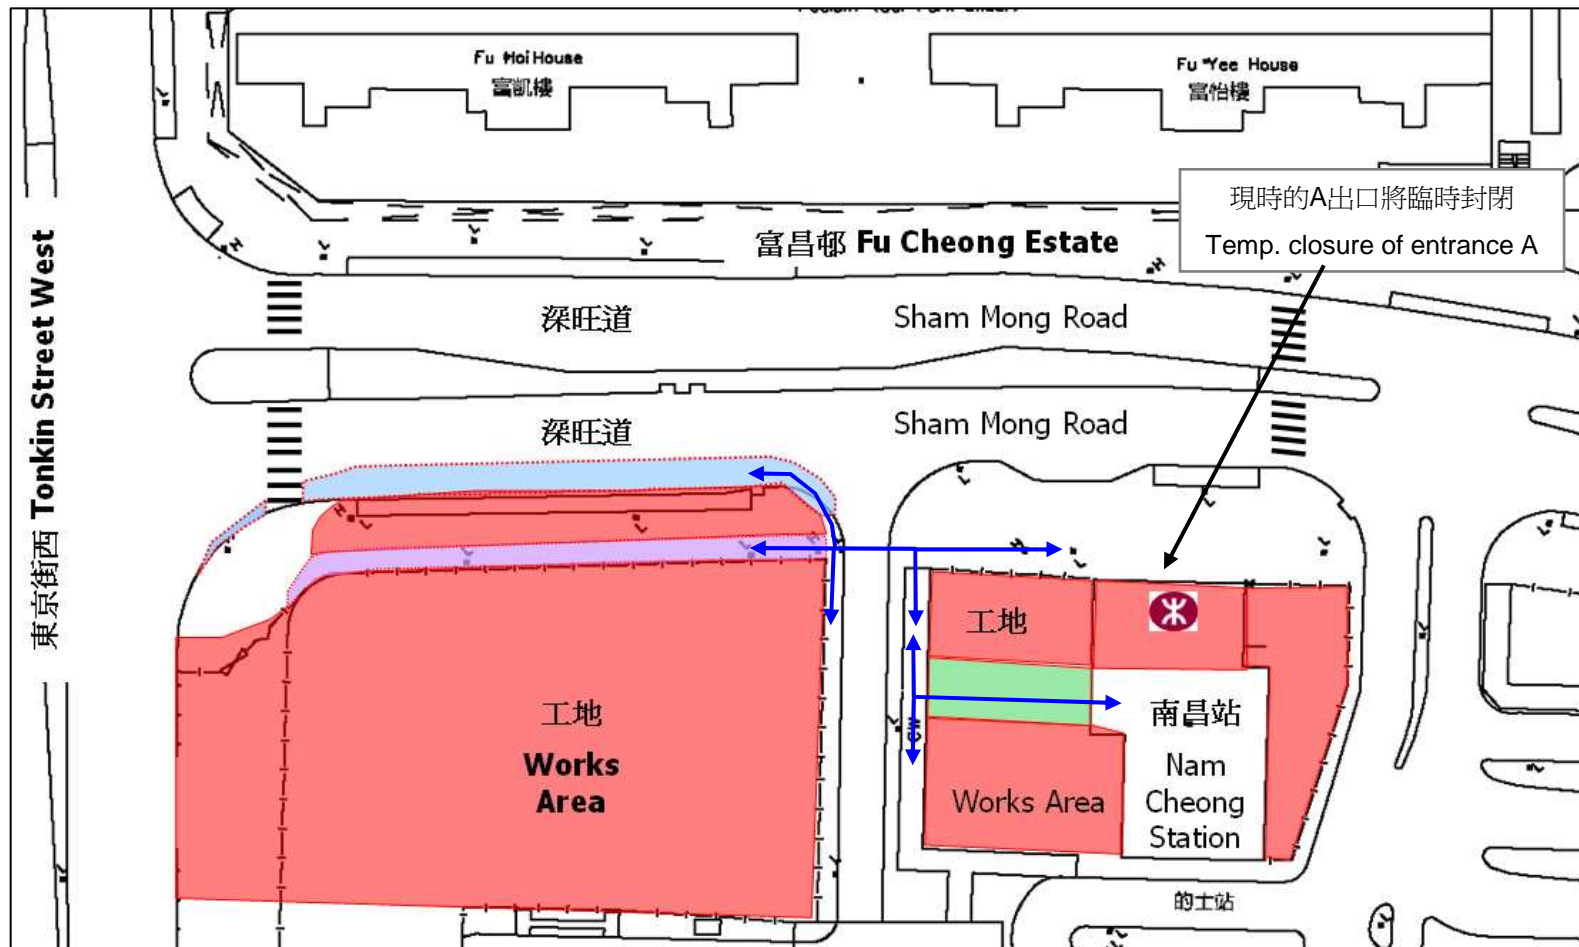 Fu Hoi House
富凱樓
Fu Yee House
富怡樓
現時的A出口將臨時封閉
Temp. closure of entrance A
富昌邨 Fu Cheong Estate
深旺道
Sham Mong Road
深旺道
Sham Mong Road
東京街西 Tonkin Street West
工地
工地
Works
Area
Works Area
南昌站
Nam
Cheong
Station
的士站